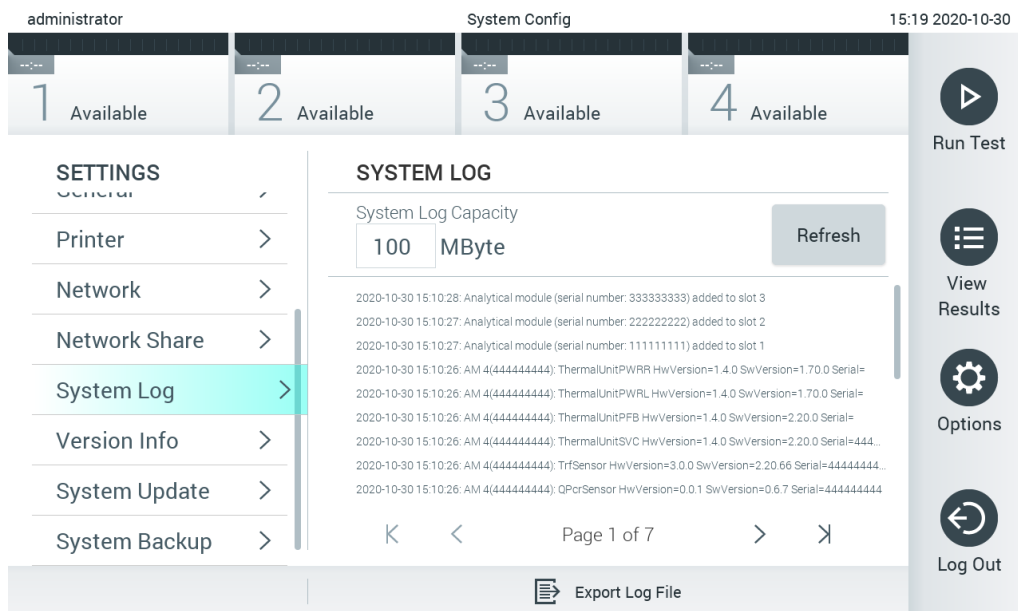 administrator System Config 15:19 2020-10-30
--:-- --:-- --:-- --:--
1 Available 2 Available 3 Available 4 Available
Run Test
View
Results
Options
Log Out
SETTINGS
General
Printer
Network
Network Share
System Log
Version Info
System Update
System Backup
SYSTEM LOG
System Log Capacity
100 MByte
Refresh
2020-10-30 15:10:28: Analytical module (serial number: 333333333) added to slot 3
2020-10-30 15:10:27: Analytical module (serial number: 222222222) added to slot 2
2020-10-30 15:10:27: Analytical module (serial number: 111111111) added to slot 1
2020-10-30 15:10:26: AM 4(444444444): ThermalUnitPWRR HwVersion=1.4.0 SwVersion=1.70.0 Serial=
2020-10-30 15:10:26: AM 4(444444444): ThermalUnitPWRL HwVersion=1.4.0 SwVersion=1.70.0 Serial=
2020-10-30 15:10:26: AM 4(444444444): ThermalUnitPFB HwVersion=1.4.0 SwVersion=2.20.0 Serial=
2020-10-30 15:10:26: AM 4(444444444): ThermalUnitSVC HwVersion=1.4.0 SwVersion=2.20.0 Serial=444...
2020-10-30 15:10:26: AM 4(444444444): TrfSensor HwVersion=3.0.0 SwVersion=2.20.66 Serial=44444444...
2020-10-30 15:10:26: AM 4(444444444): QPcrSensor HwVersion=0.0.1 SwVersion=0.6.7 Serial=444444444
Page 1 of 7
Export Log File